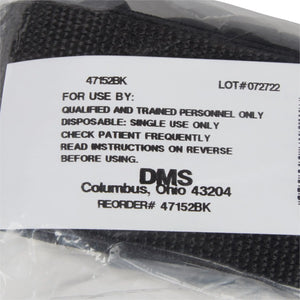 47152BK LOT# 072722
FOR USE BY:
QUALIFIED AND TRAINED PERSONNEL ONLY
DISPOSABLE: SINGLE USE ONLY
CHECK PATIENT FREQUENTLY
READ INSTRUCTIONS ON REVERSE
BEFORE USING.
DMS
Columbus, Ohio 43204
REORDER# 47152BK